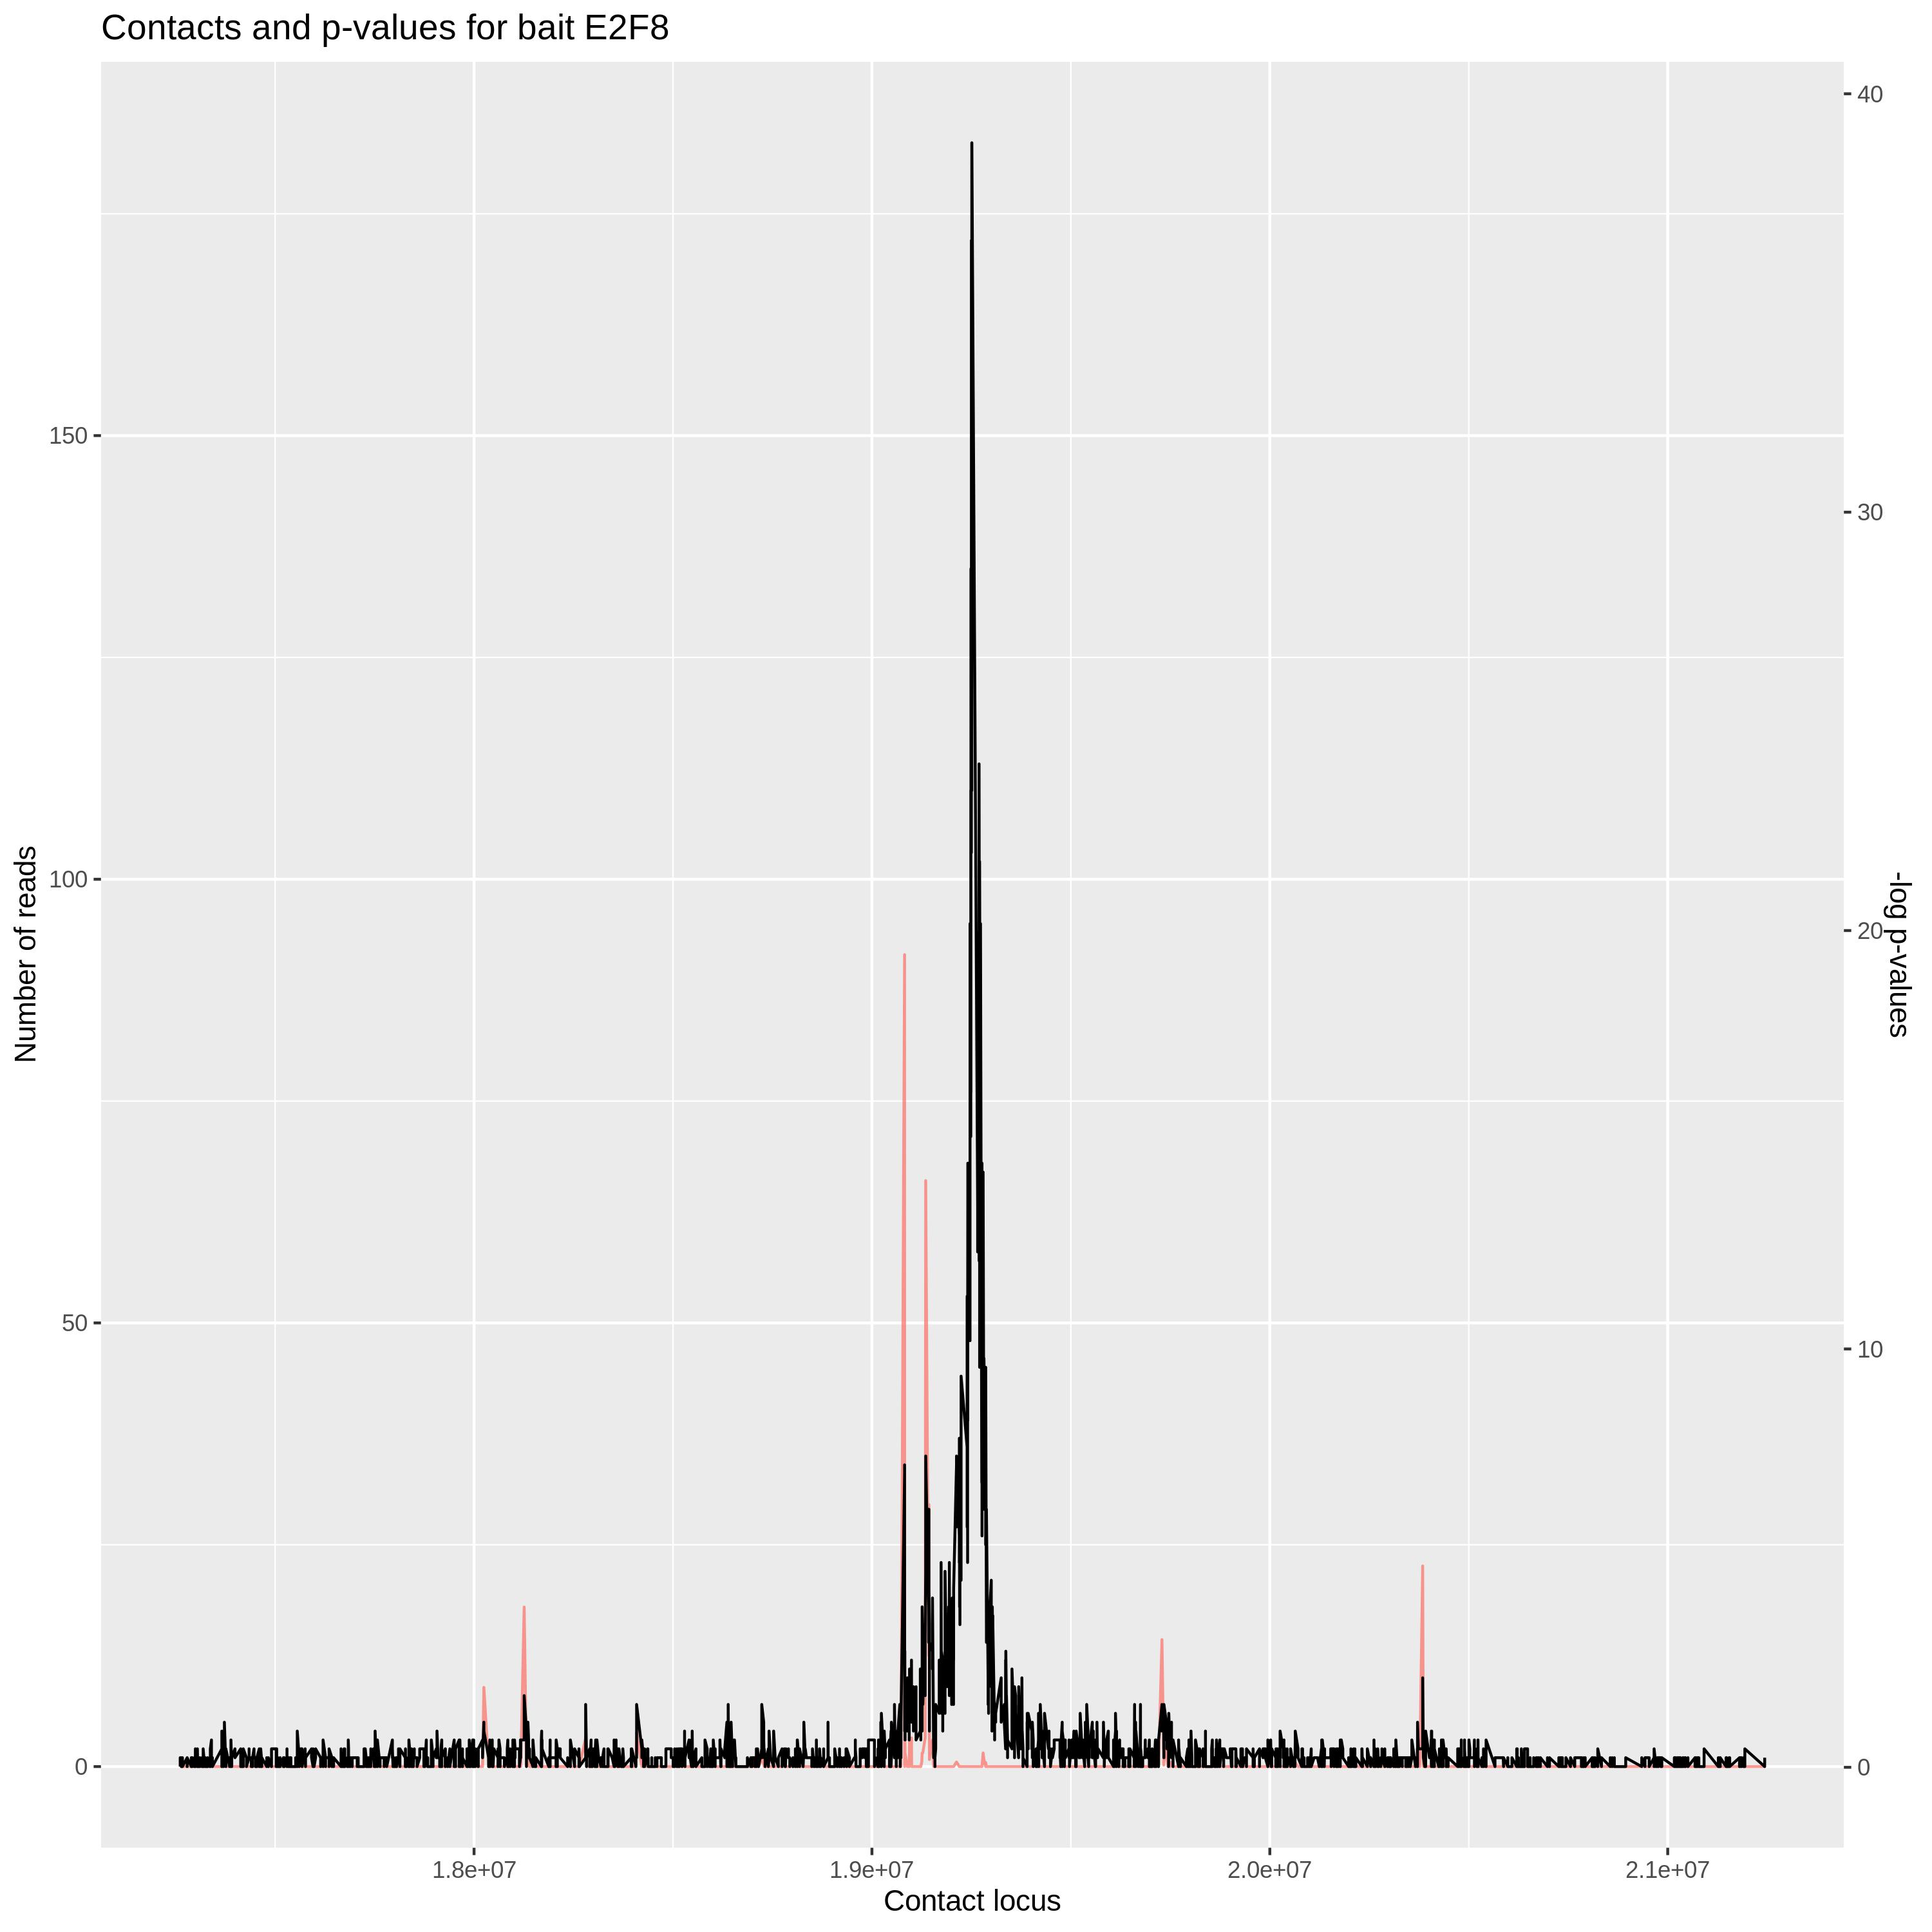 Contacts and p-values for bait E2F8
Number of reads
150
100
50
0
40
30
20
10
0
-log p-values
1.8e+07
1.9e+07
2.0e+07
2.1e+07
Contact locus